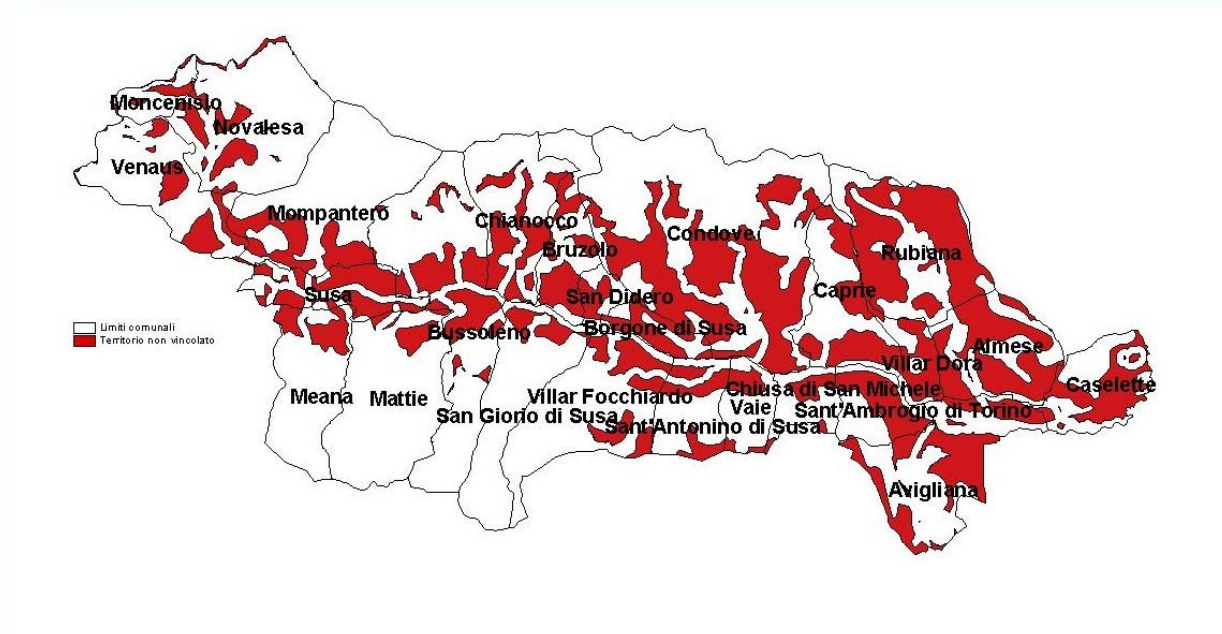 Moncenisio
Novalesa
Venaus
Mompantero
Chianocco
Condove
Bruzolo
Rubiana
Caprie
Susa
San Didero
Borgone di Susa
Bussoleno
Limiti comunali
Territorio non vincolato
Almese
Villar Dora
Caselette
Meana
Mattie
Villar Focchiardo
Chiusa di San Michele
Vaie
San Giorio di Susa
Sant'Ambrogio di Torino
Sant'Antonino di Susa
Avigliana